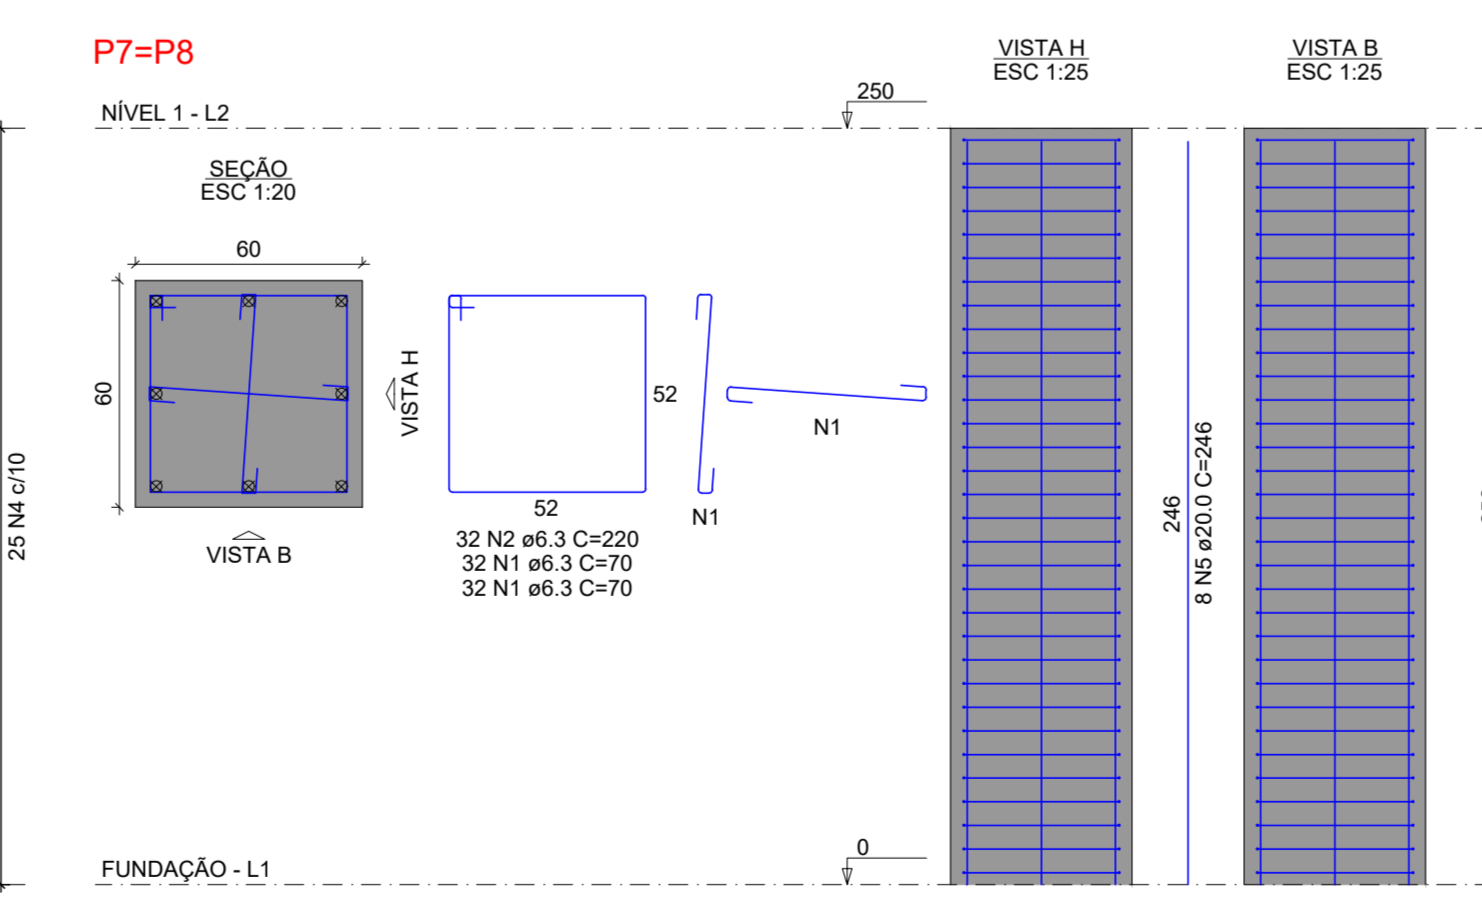 P7=P8
VISTA H
ESC 1:25
VISTA B
ESC 1:25
NÍVEL 1 - L2
250
SEÇÃO
ESC 1:20
60
60
VISTA H
VISTA B
52
52
N1
N1
32 N2 ø6.3 C=220
32 N1 ø6.3 C=70
32 N1 ø6.3 C=70
25 N4 c/10
246
8 N5 ø20.0 C=246
FUNDAÇÃO - L1
0